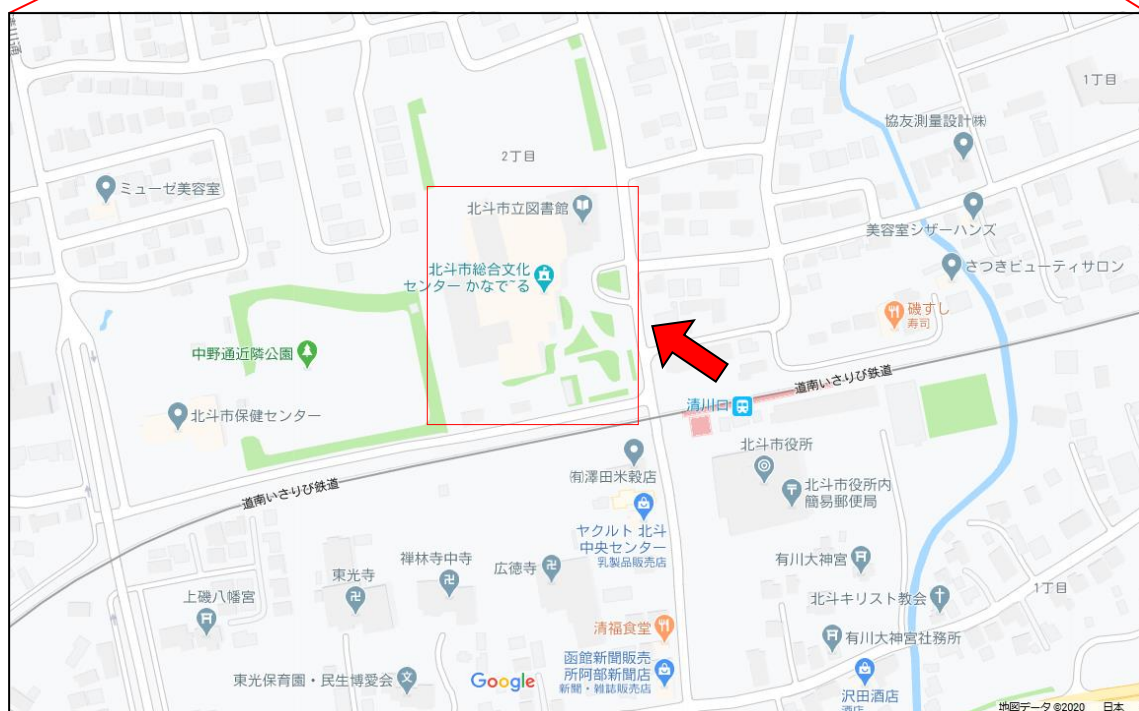 1丁目
協友測量設計㈱
2丁目
ミューゼ美容室
北斗市立図書館
美容室シザーハンズ
北斗市総合文化
センター かなで~る
さつきビューティサロン
磯すし
寿司
中野通近隣公園
道南いさりび鉄道
清川口
北斗市保健センター
北斗市役所
㈲澤田米穀店
北斗市役所内
簡易郵便局
道南いさりび鉄道
ヤクルト 北斗
中央センター
乳製品販売店
禅林寺中寺
広徳寺
有川大神宮
東光寺
1丁目
上磯八幡宮
北斗キリスト教会
清福食堂
有川大神宮社務所
函館新聞販売
所阿部新聞店
新聞・雑誌販売店
東光保育園・民生博愛会
Google
沢田酒店
酒店
地図データ ©2020 日本